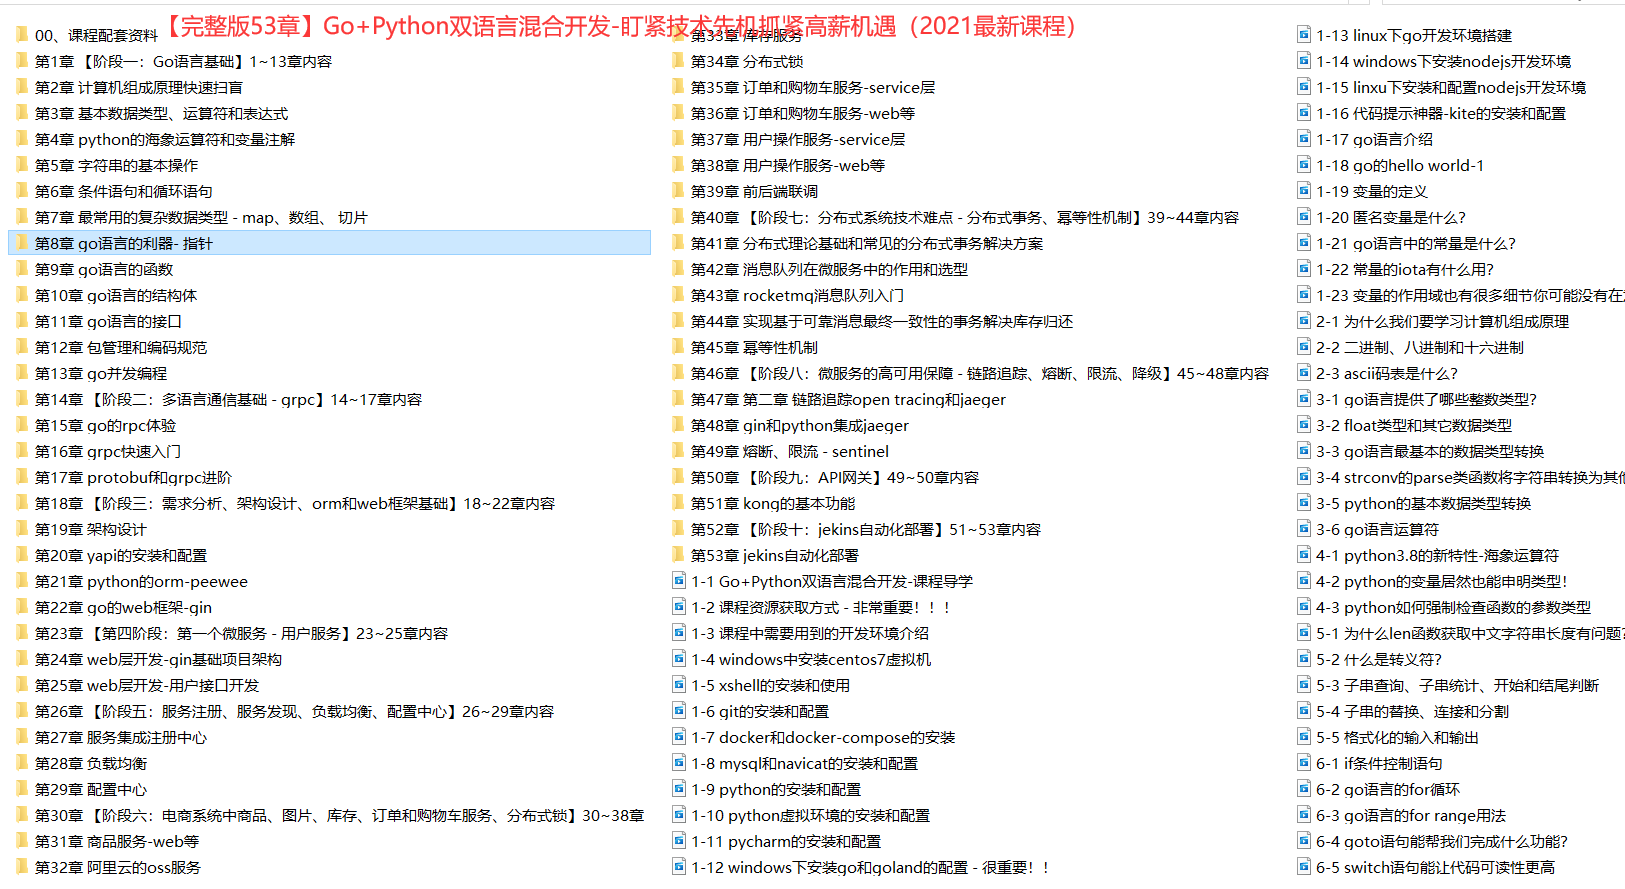 【完整版53章】Go+Python双语言混合开发-盯紧技术先机抓紧高薪机遇（2021最新课程）
00、课程配套资料
第1章 【阶段一：Go语言基础】1~13章内容
第2章 计算机组成原理快速扫盲
第3章 基本数据类型、运算符和表达式
第4章 python的海象运算符和变量注解
第5章 字符串的基本操作
第6章 条件语句和循环语句
第7章 最常用的复杂数据类型 - map、数组、 切片
第8章 go语言的利器- 指针
第9章 go语言的函数
第10章 go语言的结构体
第11章 go语言的接口
第12章 包管理和编码规范
第13章 go并发编程
第14章 【阶段二：多语言通信基础 - grpc】14~17章内容
第15章 go的rpc体验
第16章 grpc快速入门
第17章 protobuf和grpc进阶
第18章 【阶段三：需求分析、架构设计、orm和web框架基础】18~22章内容
第19章 架构设计
第20章 yapi的安装和配置
第21章 python的orm-peewee
第22章 go的web框架-gin
第23章 【第四阶段：第一个微服务 - 用户服务】23~25章内容
第24章 web层开发-gin基础项目架构
第25章 web层开发-用户接口开发
第26章 【阶段五：服务注册、服务发现、负载均衡、配置中心】26~29章内容
第27章 服务集成注册中心
第28章 负载均衡
第29章 配置中心
第30章 【阶段六：电商系统中商品、图片、库存、订单和购物车服务、分布式锁】30~38章
第31章 商品服务-web等
第32章 阿里云的oss服务
第33章 库存服务
第34章 分布式锁
第35章 订单和购物车服务-service层
第36章 订单和购物车服务-web等
第37章 用户操作服务-service层
第38章 用户操作服务-web等
第39章 前后端联调
第40章 【阶段七：分布式系统技术难点 - 分布式事务、幂等性机制】39~44章内容
第41章 分布式理论基础和常见的分布式事务解决方案
第42章 消息队列在微服务中的作用和选型
第43章 rocketmq消息队列入门
第44章 实现基于可靠消息最终一致性的事务解决库存归还
第45章 幂等性机制
第46章 【阶段八：微服务的高可用保障 - 链路追踪、熔断、限流、降级】45~48章内容
第47章 第二章 链路追踪open tracing和jaeger
第48章 gin和python集成jaeger
第49章 熔断、限流 - sentinel
第50章 【阶段九：API网关】49~50章内容
第51章 kong的基本功能
第52章 【阶段十：jekins自动化部署】51~53章内容
第53章 jekins自动化部署
1-1 Go+Python双语言混合开发-课程导学
1-2 课程资源获取方式 - 非常重要！！！
1-3 课程中需要用到的开发环境介绍
1-4 windows中安装centos7虚拟机
1-5 xshell的安装和使用
1-6 git的安装和配置
1-7 docker和docker-compose的安装
1-8 mysql和navicat的安装和配置
1-9 python的安装和配置
1-10 python虚拟环境的安装和配置
1-11 pycharm的安装和配置
1-12 windows下安装go和goland的配置 - 很重要！！
1-13 linux下go开发环境搭建
1-14 windows下安装nodejs开发环境
1-15 linxu下安装和配置nodejs开发环境
1-16 代码提示神器-kite的安装和配置
1-17 go语言介绍
1-18 go的hello world-1
1-19 变量的定义
1-20 匿名变量是什么?
1-21 go语言中的常量是什么?
1-22 常量的iota有什么用?
1-23 变量的作用域也有很多细节你可能没有在
2-1 为什么我们要学习计算机组成原理
2-2 二进制、八进制和十六进制
2-3 ascii码表是什么?
3-1 go语言提供了哪些整数类型?
3-2 float类型和其它数据类型
3-3 go语言最基本的数据类型转换
3-4 strconv的parse类函数将字符串转换为其他
3-5 python的基本数据类型转换
3-6 go语言运算符
4-1 python3.8的新特性-海象运算符
4-2 python的变量居然也能申明类型!
4-3 python如何强制检查函数的参数类型
5-1 为什么len函数获取中文字符串长度有问题?
5-2 什么是转义符?
5-3 子串查询、子串统计、开始和结尾判断
5-4 子串的替换、连接和分割
5-5 格式化的输入和输出
6-1 if条件控制语句
6-2 go语言的for循环
6-3 go语言的for range用法
6-4 goto语句能帮我们完成什么功能?
6-5 switch语句能让代码可读性更高